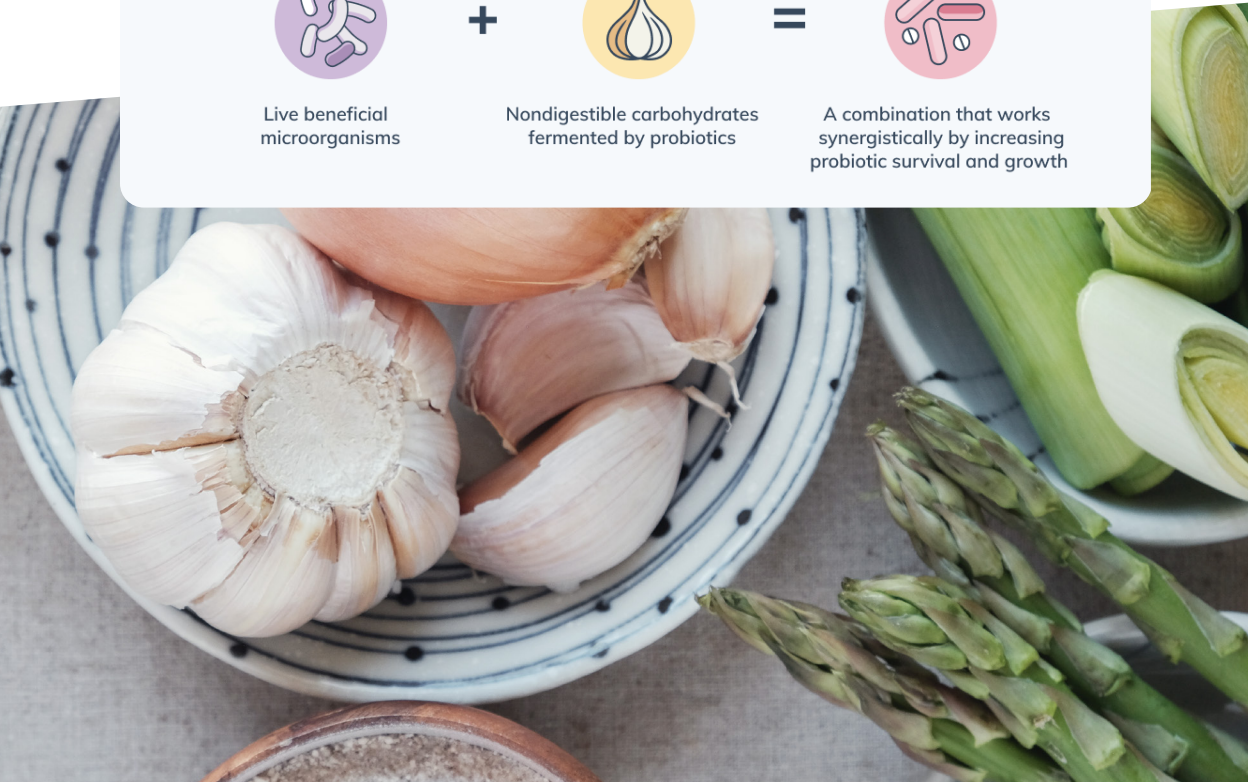 +
=
Live beneficial
microorganisms
Nondigestible carbohydrates
fermented by probiotics
A combination that works
synergistically by increasing
probiotic survival and growth